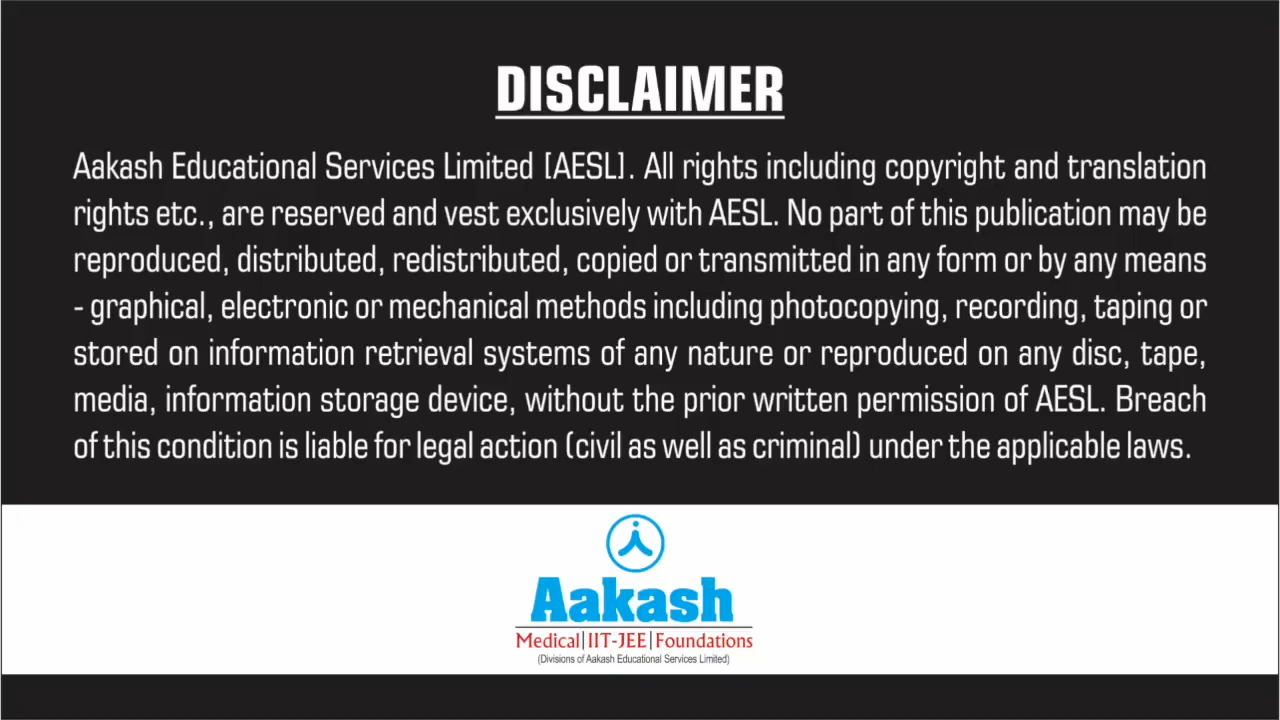 DISCLAIMER
Aakash Educational Services Limited [AESL]. All rights including copyright and translation
rights etc., are reserved and vest exclusively with AESL. No part of this publication may be
reproduced, distributed, redistributed, copied or transmitted in any form or by any means
- graphical, electronic or mechanical methods including photocopying, recording, taping or
stored on information retrieval systems of any nature or reproduced on any disc, tape,
media, information storage device, without the prior written permission of AESL. Breach
of this condition is liable for legal action (civil as well as criminal) under the applicable laws.
Aakash
Medical|IIT-JEE|Foundations
(Divisions of Aakash Educational Services Limited)